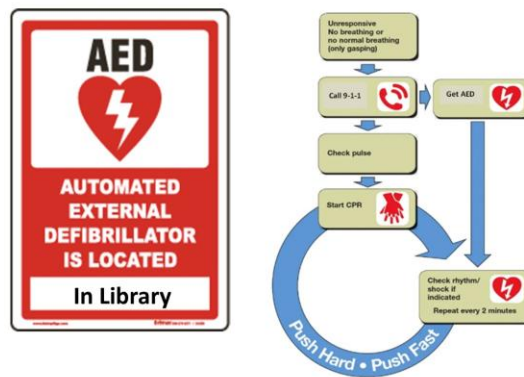 AED
AUTOMATED
EXTERNAL
DEFIBRILLATOR
IS LOCATED
In Library
Unresponsive
No breathing or
no normal breathing
(only gasping)
Call 9-1-1
Get AED
Check pulse
Start CPR
Check rhythm/
shock if
indicated
Repeat every 2 minutes
Push Hard • Push Fast